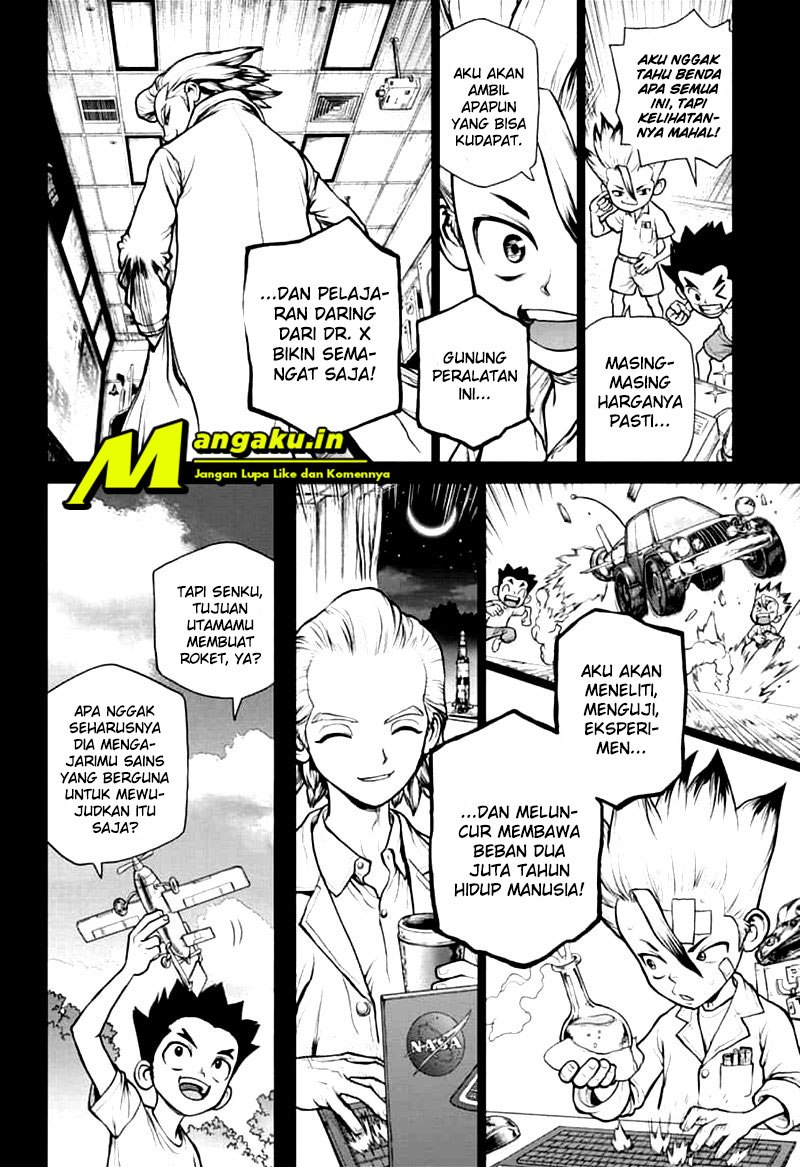 AKU NGGAK
TAHU BENDA
APA SEMUA
INI, TAPI
KELIHATAN-
NYA MAHAL!
MASING-
MASING
HARGANYA
PASTI...
AKU AKAN
AMBIL
APAPUN
YANG BISA
KUDAPAT.
GUNUNG
PERALATAN
INI...
...DAN PELAJA-
RAN DARING
DARI DR. X
BIKIN SEMA-
NGAT SAJA!
Mangaku.in
Jangan Lupa Like dan Komennya
AKU AKAN
MENELITI,
MENGUJI,
EKSPERI-
MEN...
...DAN MELUN-
CUR MEMBAWA
BEBAN DUA
JUTA TAHUN
HIDUP MANUSIA!
NASA
TAPI SENKU,
TUJUAN
UTAMAMU
MEMBUAT
ROKET, YA?
APA NGGAK
SEHARUSNYA
DIA MENGA-
JARIMU SAINS
YANG BERGUNA
UNTUK MEWU-
JUDKAN ITU
SAJA?